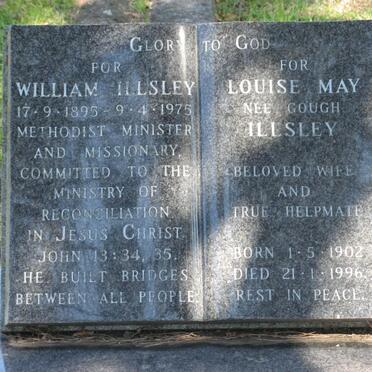 GLORY TO GOD
FOR
WILLIAM ILLSLEY
17-9-1895-9-4-1975
METHODIST MINISTER
AND MISSIONARY,
COMMITTED TO THE
MINISTRY OF
RECONCILIATION
IN JESUS CHRIST
JOHN 13:34, 35.
HE BUILT BRIDGES
BETWEEN ALL PEOPLE.
FOR
LOUISE MAY
NEE GOUGH
ILLSLEY
BELOVED WIFE
AND
TRUE HELPMATE
BORN 1-5-1902
DIED 21-1-1996
REST IN PEACE.